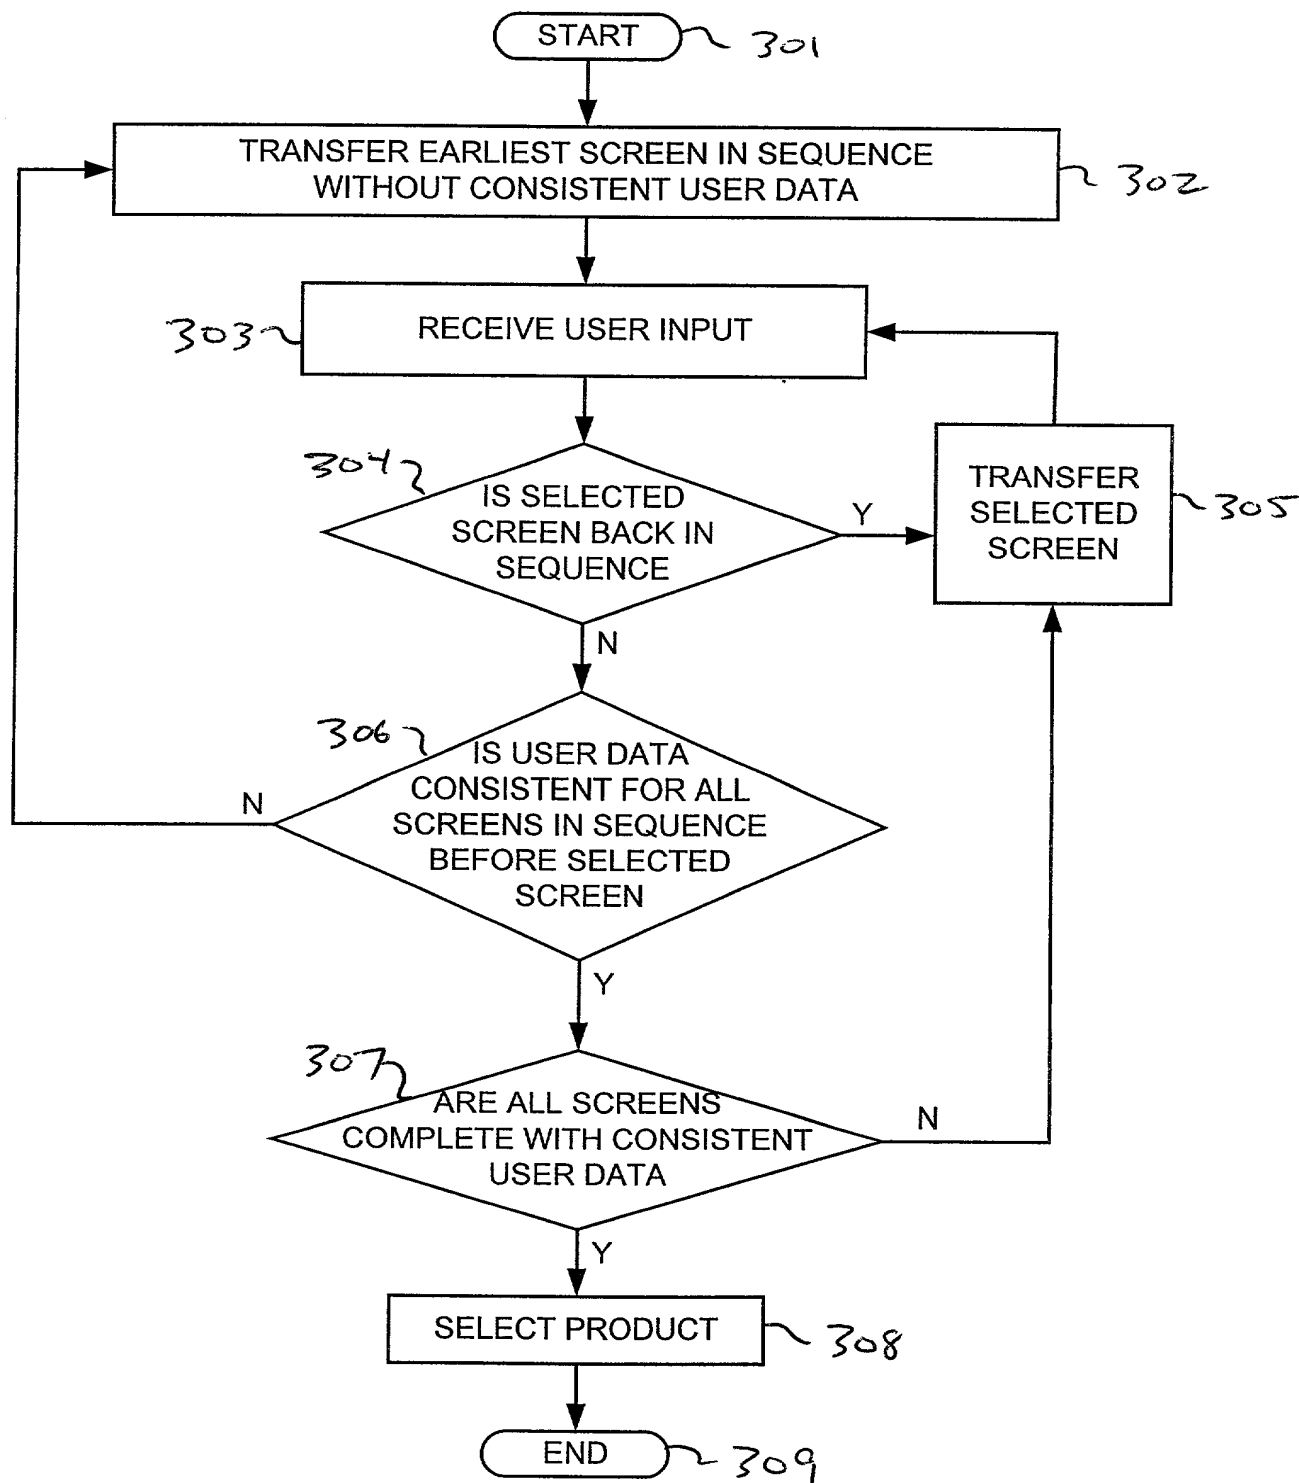 START
301
TRANSFER EARLIEST SCREEN IN SEQUENCE
WITHOUT CONSISTENT USER DATA
302
RECEIVE USER INPUT
303
304
IS SELECTED
SCREEN BACK IN
SEQUENCE
Y
N
TRANSFER
SELECTED
SCREEN
305
306
IS USER DATA
CONSISTENT FOR ALL
SCREENS IN SEQUENCE
BEFORE SELECTED
SCREEN
N
Y
307
ARE ALL SCREENS
COMPLETE WITH CONSISTENT
USER DATA
N
Y
SELECT PRODUCT
308
END
309